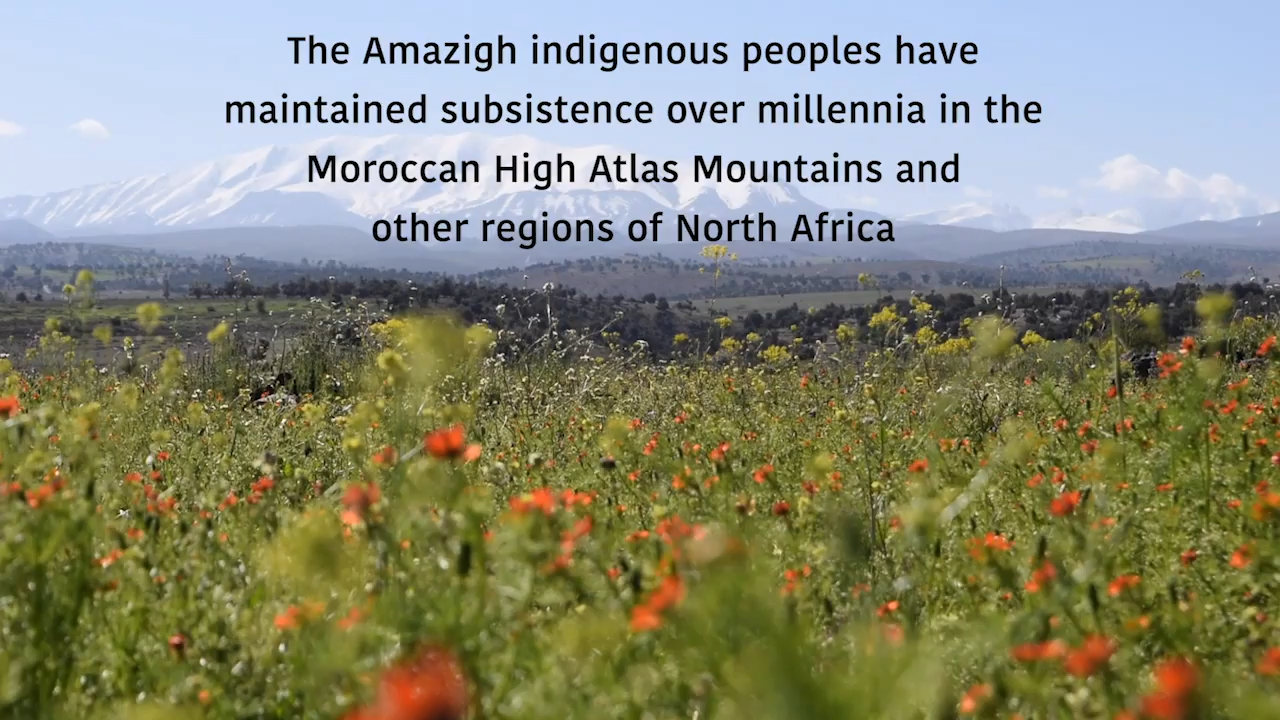 The Amazigh indigenous peoples have
maintained subsistence over millennia in the
Moroccan High Atlas Mountains and
other regions of North Africa